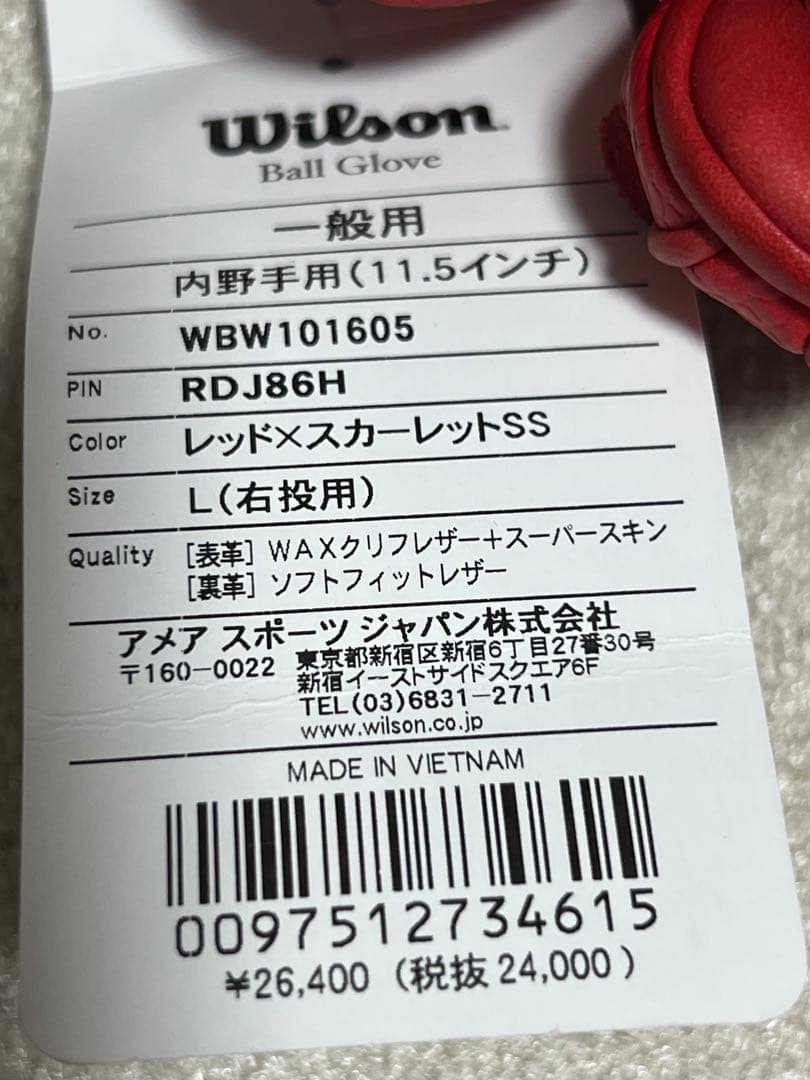 Wilson
Ball Glove
一般用
内野手用(11.5インチ)
No. WBW101605
PIN RDJ86H
Color レッド×スカーレットSS
Size L(右投用)
Quality [表革] WAXクリフレザー+スーパースキン
[裏革] ソフトフィットレザー
アメア スポーツ ジャパン株式会社
〒160-0022 東京都新宿区新宿6丁目27番30号
新宿イーストサイドスクエア6F
TEL(03)6831-2711
www.wilson.co.jp
MADE IN VIETNAM
0097512734615
¥26,400 (税抜 24,000)